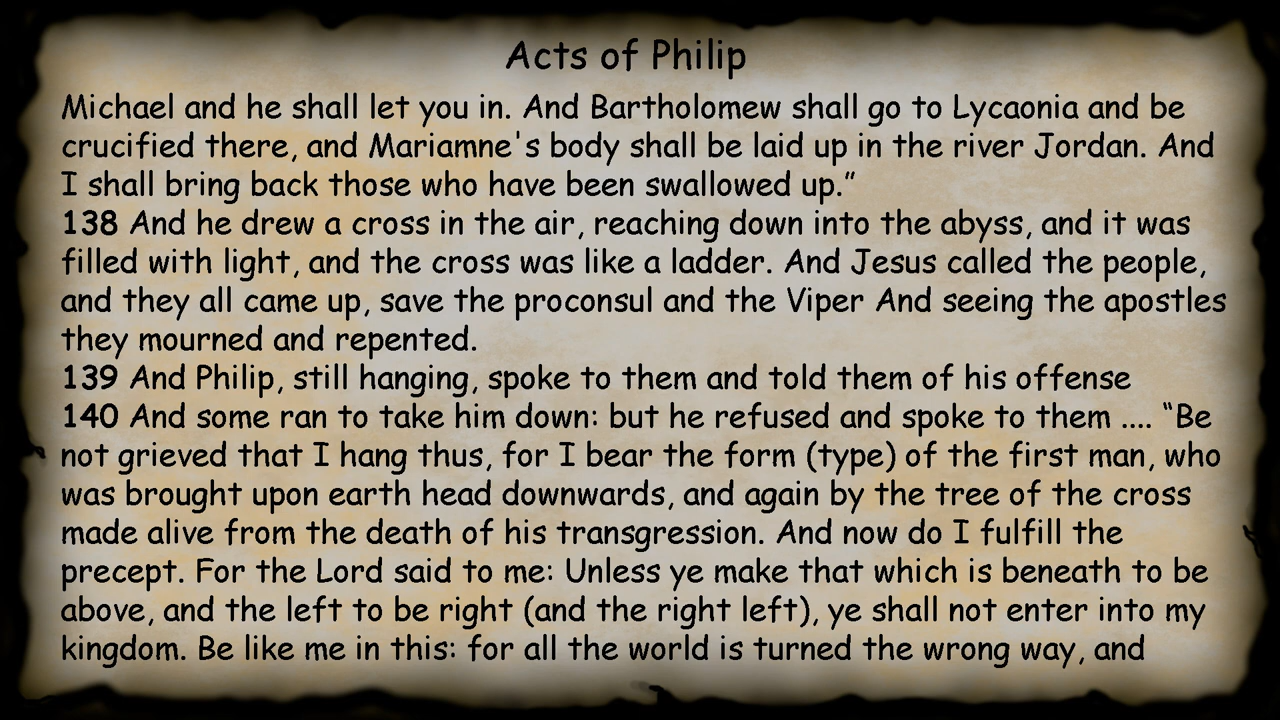 Acts of Philip
Michael and he shall let you in. And Bartholomew shall go to Lycaonia and be
crucified there, and Mariamne's body shall be laid up in the river Jordan. And
I shall bring back those who have been swallowed up.”
138 And he drew a cross in the air, reaching down into the abyss, and it was
filled with light, and the cross was like a ladder. And Jesus called the people,
and they all came up, save the proconsul and the Viper And seeing the apostles
they mourned and repented.
139 And Philip, still hanging, spoke to them and told them of his offense
140 And some ran to take him down: but he refused and spoke to them .... “Be
not grieved that I hang thus, for I bear the form (type) of the first man, who
was brought upon earth head downwards, and again by the tree of the cross
made alive from the death of his transgression. And now do I fulfill the
precept. For the Lord said to me: Unless ye make that which is beneath to be
above, and the left to be right (and the right left), ye shall not enter into my
kingdom. Be like me in this: for all the world is turned the wrong way, and